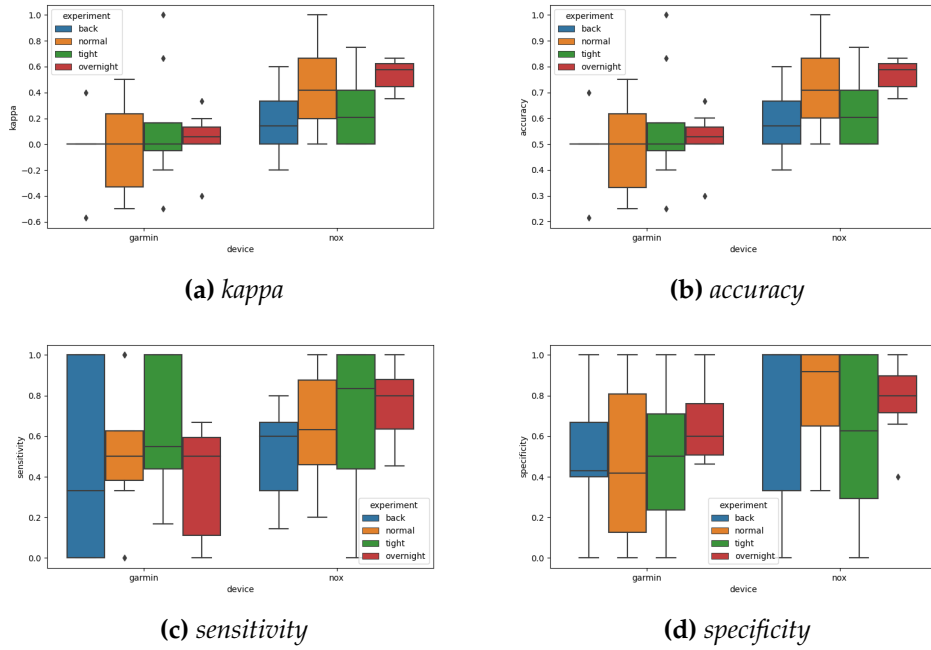 experiment
back
normal
tight
overnight
1.0
0.8
0.6
0.4
0.2
0.0
−0.2
−0.4
−0.6
kappa
garmin
nox
device
(a) kappa
experiment
back
normal
tight
overnight
1.0
0.9
0.8
0.7
0.6
0.5
0.4
0.3
0.2
accuracy
garmin
nox
device
(b) accuracy
1.0
0.8
0.6
0.4
0.2
0.0
sensitivity
experiment
back
normal
tight
overnight
garmin
nox
device
(c) sensitivity
1.0
0.8
0.6
0.4
0.2
0.0
specificity
experiment
back
normal
tight
overnight
garmin
nox
device
(d) specificity